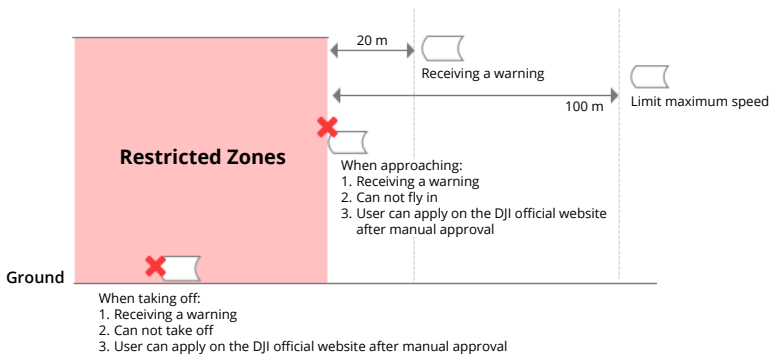 20 m
Receiving a warning
100 m
Limit maximum speed
Restricted Zones
When approaching:
1. Receiving a warning
2. Can not fly in
3. User can apply on the DJI official website
after manual approval
Ground
When taking off:
1. Receiving a warning
2. Can not take off
3. User can apply on the DJI official website after manual approval